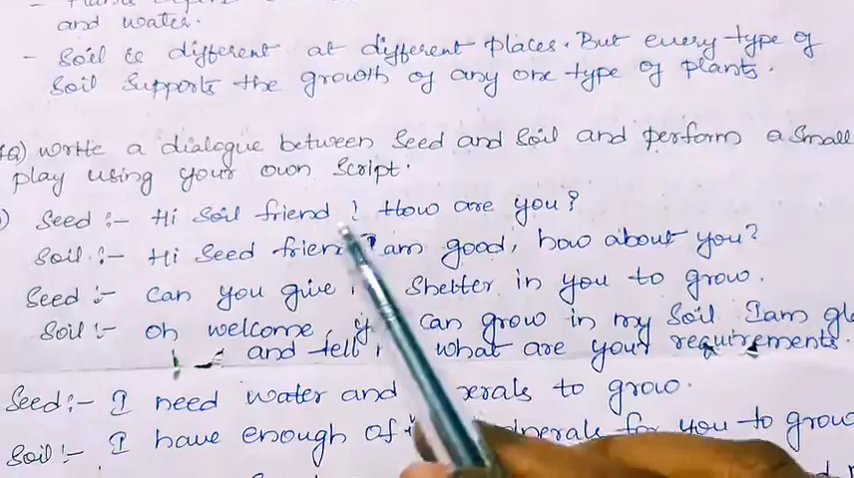 and water.
- Soil is different at different places. But every type of
Soil supports the growth of any one type of plants.
Q) Write a dialogue between Seed and Soil and perform a small
play using your own Script.
Seed :- Hi Soil friend ! How are you?
Soil :- Hi Seed I am good, how about you?
Seed :- Can you give shelter in you to grow.
Soil :- oh welcome, can grow in my Soil I am
and tell what are your requirements.
Seed :- I need water and to grow.
Soil :- I have enough of for you to grow